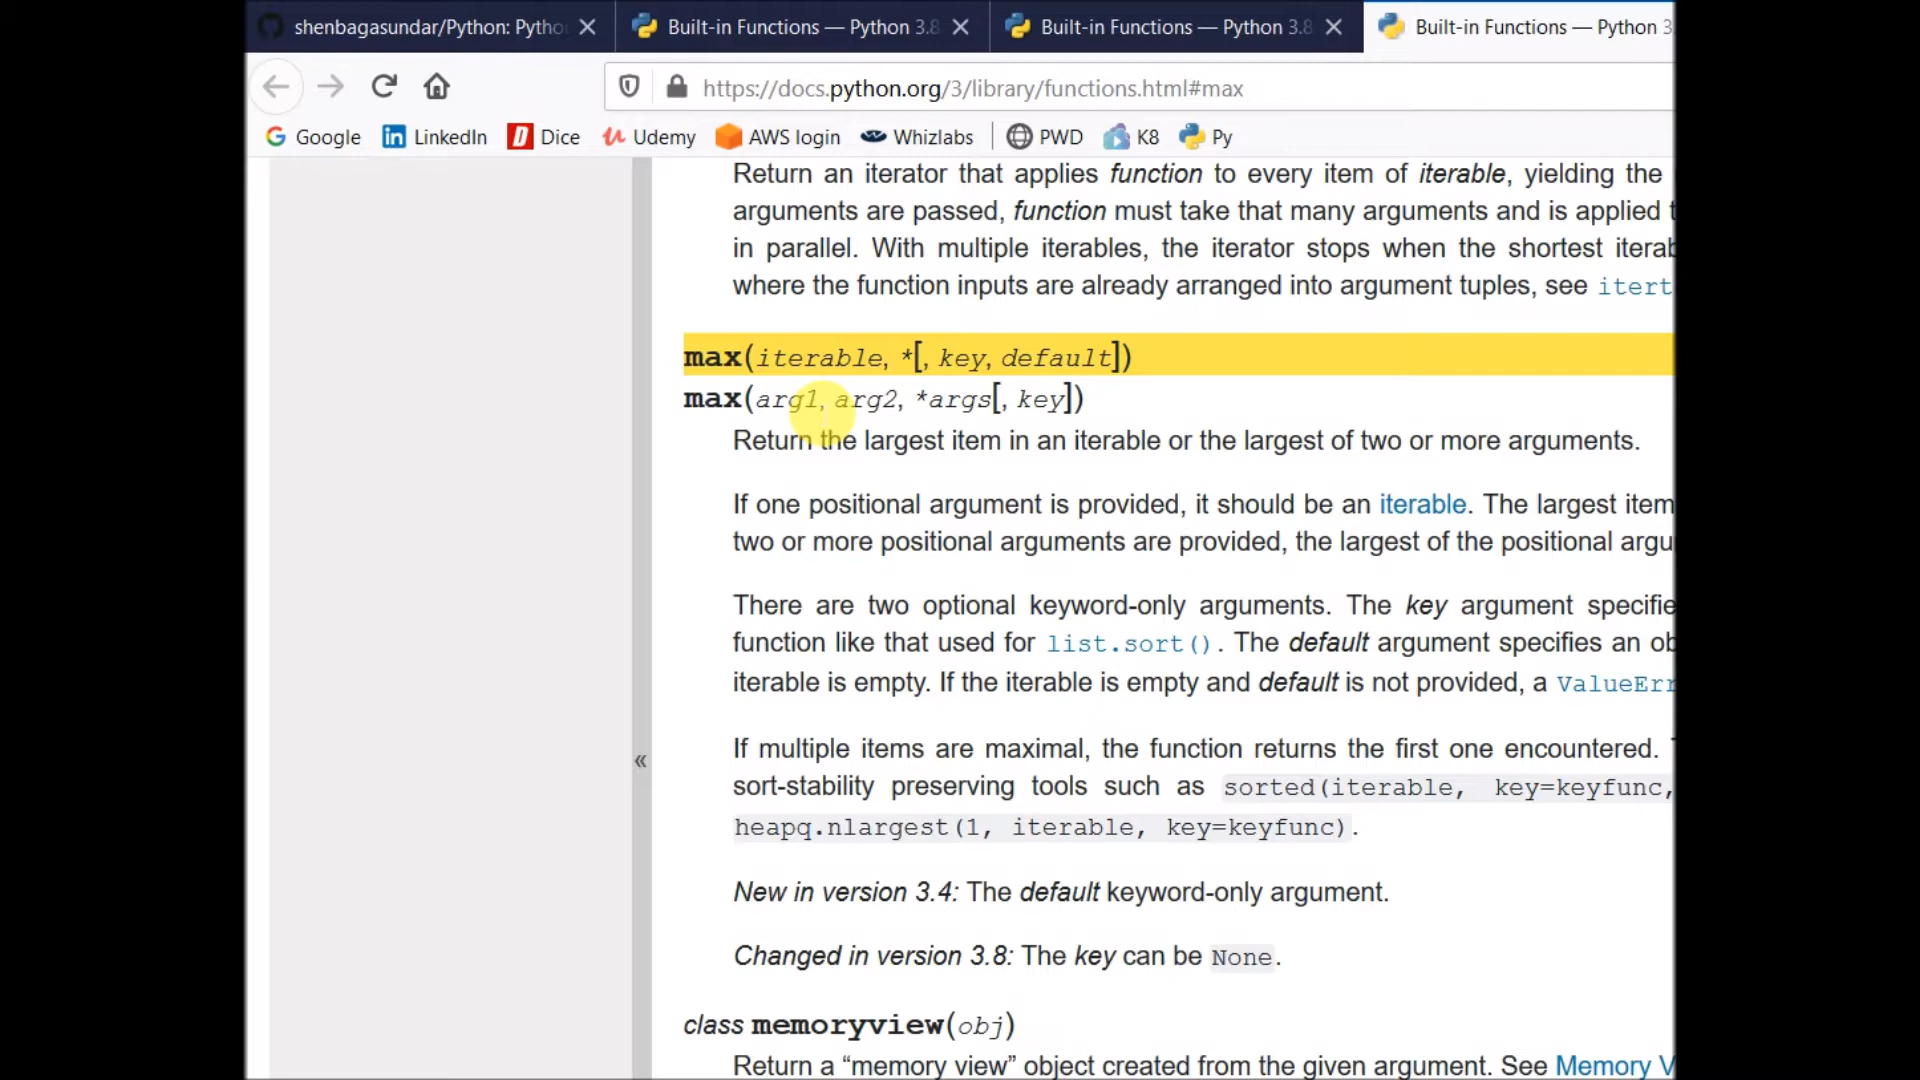 shenbagasundar/Python: Pytho
Built-in Functions — Python 3.8
Built-in Functions — Python 3.8
Built-in Functions — Python 3
https://docs.python.org/3/library/functions.html#max
Google
LinkedIn
Dice
Udemy
AWS login
Whizlabs
PWD
K8
Py
Return an iterator that applies function to every item of iterable, yielding the
arguments are passed, function must take that many arguments and is applied
in parallel. With multiple iterables, the iterator stops when the shortest iterab
where the function inputs are already arranged into argument tuples, see itert
max(iterable, *[, key, default])
max(arg1, arg2, *args[, key])
Return the largest item in an iterable or the largest of two or more arguments.
If one positional argument is provided, it should be an iterable. The largest item
two or more positional arguments are provided, the largest of the positional argu
There are two optional keyword-only arguments. The key argument specifie
function like that used for list.sort(). The default argument specifies an ob
iterable is empty. If the iterable is empty and default is not provided, a ValueErr
«
If multiple items are maximal, the function returns the first one encountered.
sort-stability preserving tools such as sorted(iterable, key=keyfunc,
heapq.nlargest(1, iterable, key=keyfunc).
New in version 3.4: The default keyword-only argument.
Changed in version 3.8: The key can be None.
class memoryview(obj)
Return a “memory view” object created from the given argument. See Memory V